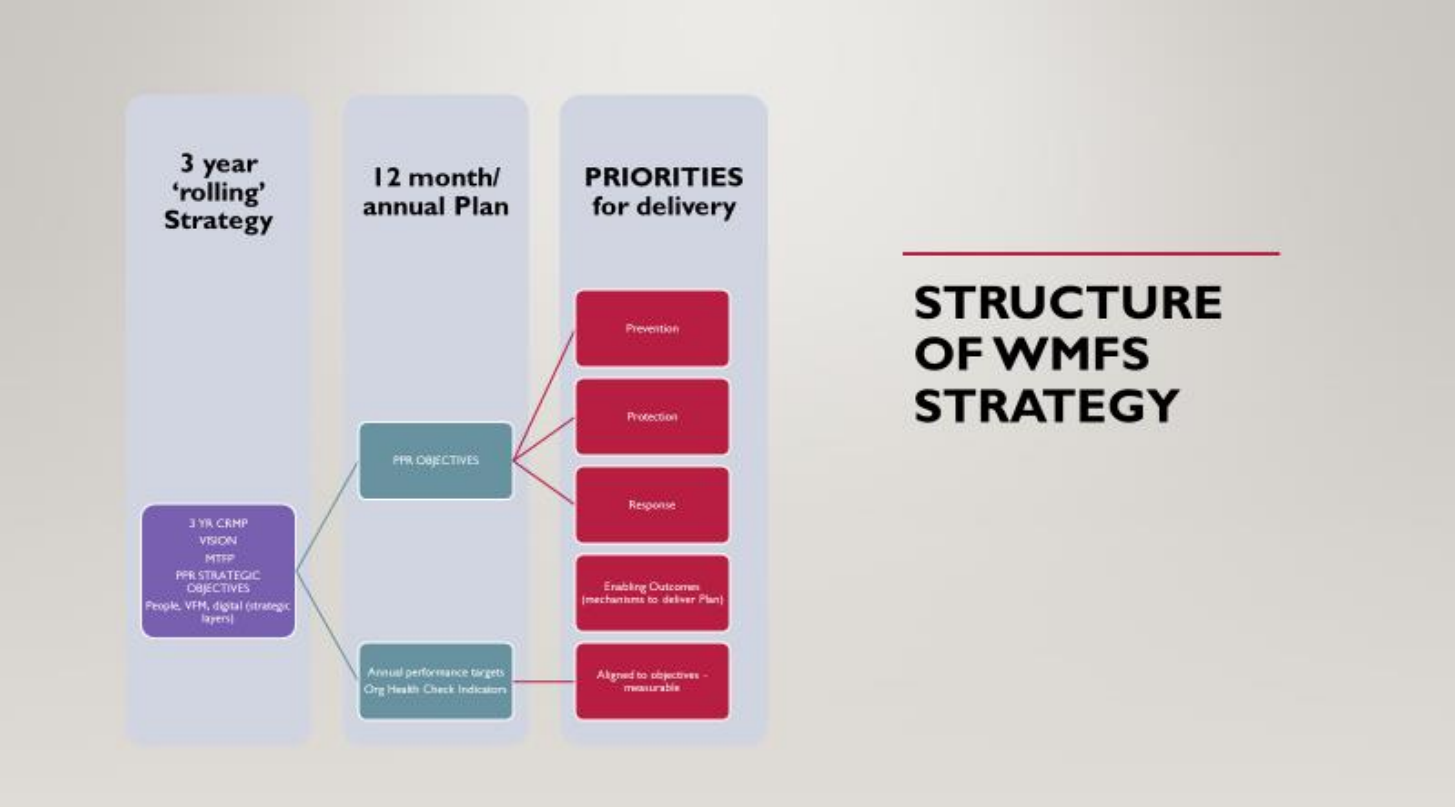 3 year
‘rolling’
Strategy
12 month/
annual Plan
PRIORITIES
for delivery
STRUCTURE
OF WMFS
STRATEGY
3 YR CRMP
VISION
MTFP
PPR STRATEGIC
OBJECTIVES
People, VFM, digital (strategic
layers)
PPR OBJECTIVES
Annual performance targets
Org Health Check Indicators
Prevention
Protection
Response
Enabling Outcomes
(mechanisms to deliver Plan)
Aligned to objectives -
measurable